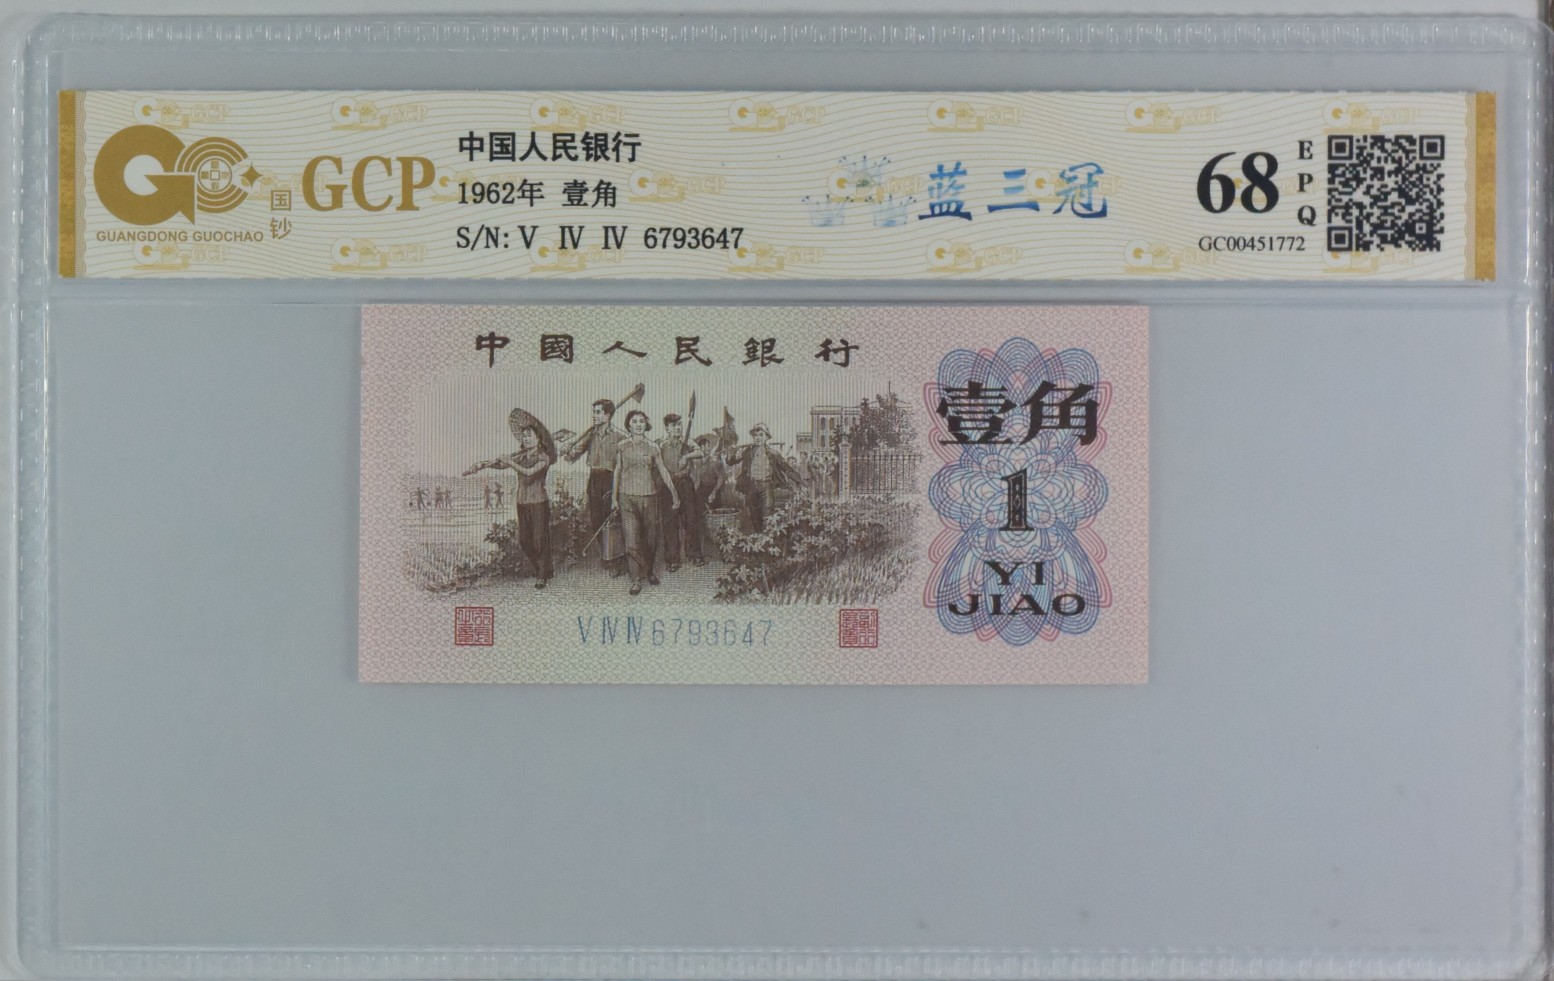 GCP
GUANGDONG GUOCHAO
国钞
中国人民银行
1962年 壹角
S/N: V IV IV 6793647
蓝三冠
68
EPQ
GC00451772
中國人民銀行
壹角
1
YI
JIAO
V IV IV 6793647